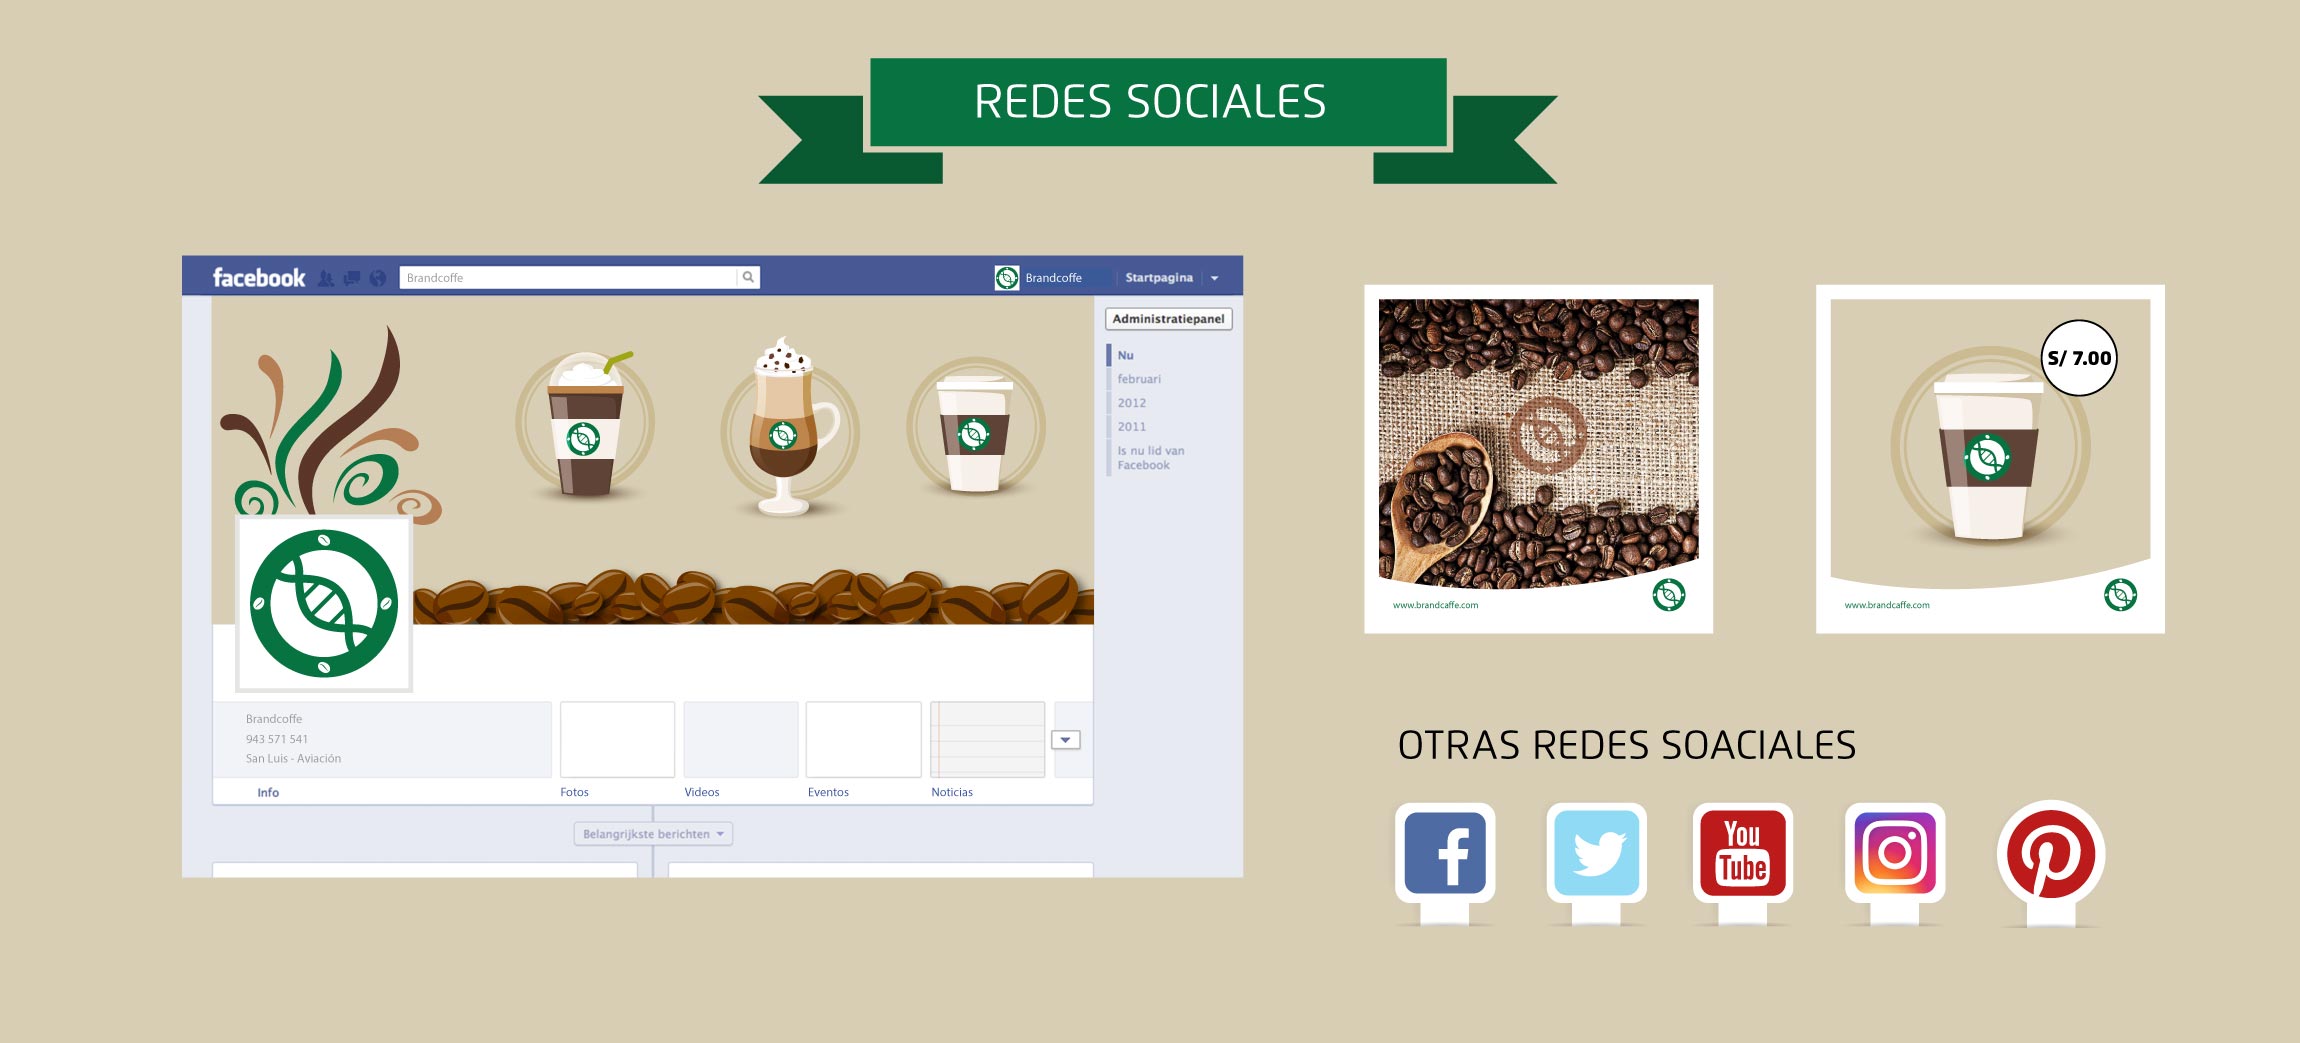 REDES SOCIALES
facebook
Brandcoffe
Brandcoffe
Startpagina
Administratiepanel
Nu
februari
2012
2011
Is nu lid van
Facebook
Brandcoffe
943 571 541
San Luis - Aviación
Info
Fotos
Videos
Eventos
Noticias
Belangrijkste berichten
www.brandcaffe.com
S/ 7.00
www.brandcaffe.com
OTRAS REDES SOACIALES
f
You
Tube